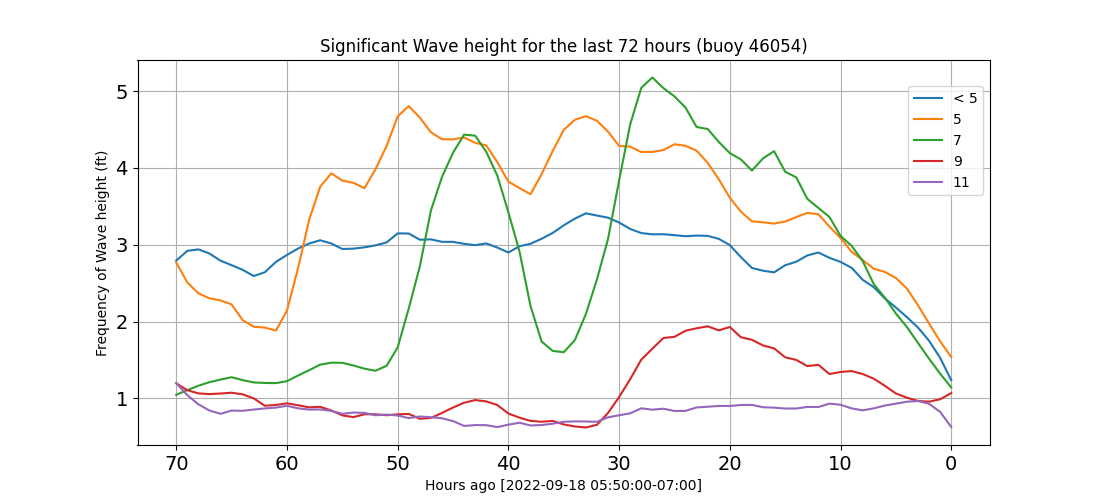 Significant Wave height for the last 72 hours (buoy 46054)
Frequency of Wave height (ft)
5
4
3
2
1
< 5
5
7
9
11
70 60 50 40 30 20 10 0
Hours ago [2022-09-18 05:50:00-07:00]